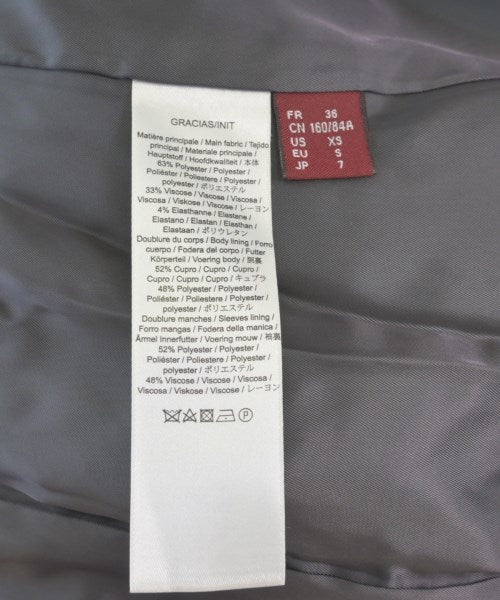 GRACIAS/INIT
Matière principale / Main fabric / Tejido
principal / Materiale principale /
Hauptstoff / Hoofdkwaliteit / 本体
63% Polyester / Polyester /
Poliéster / Poliestere / Polyester /
polyester / ポリエステル
33% Viscose / Viscose / Viscosa /
Viscosa / Viskose / Viscose / レーヨン
4% Elasthanne / Elastane /
Elastano / Elastan / Elasthan /
Elastaan / ポリウレタン
Doublure du corps / Body lining / Forro
cuerpo / Fodera del corpo / Futter
Körperteil / Voering body / 胴裏
52% Cupro / Cupro / Cupro /
Cupro / Cupro / Cupro / キュプラ
48% Polyester / Polyester /
Poliéster / Poliestere / Polyester /
polyester / ポリエステル
Doublure manches / Sleeves lining /
Forro mangas / Fodera della manica /
Ärmel Innerfutter / Voering mouw / 袖裏
52% Polyester / Polyester /
Poliéster / Poliestere / Polyester /
polyester / ポリエステル
48% Viscose / Viscose / Viscosa /
Viscosa / Viskose / Viscose / レーヨン
P
FR 36
CN 160/84A
US XS
EU S
JP 7